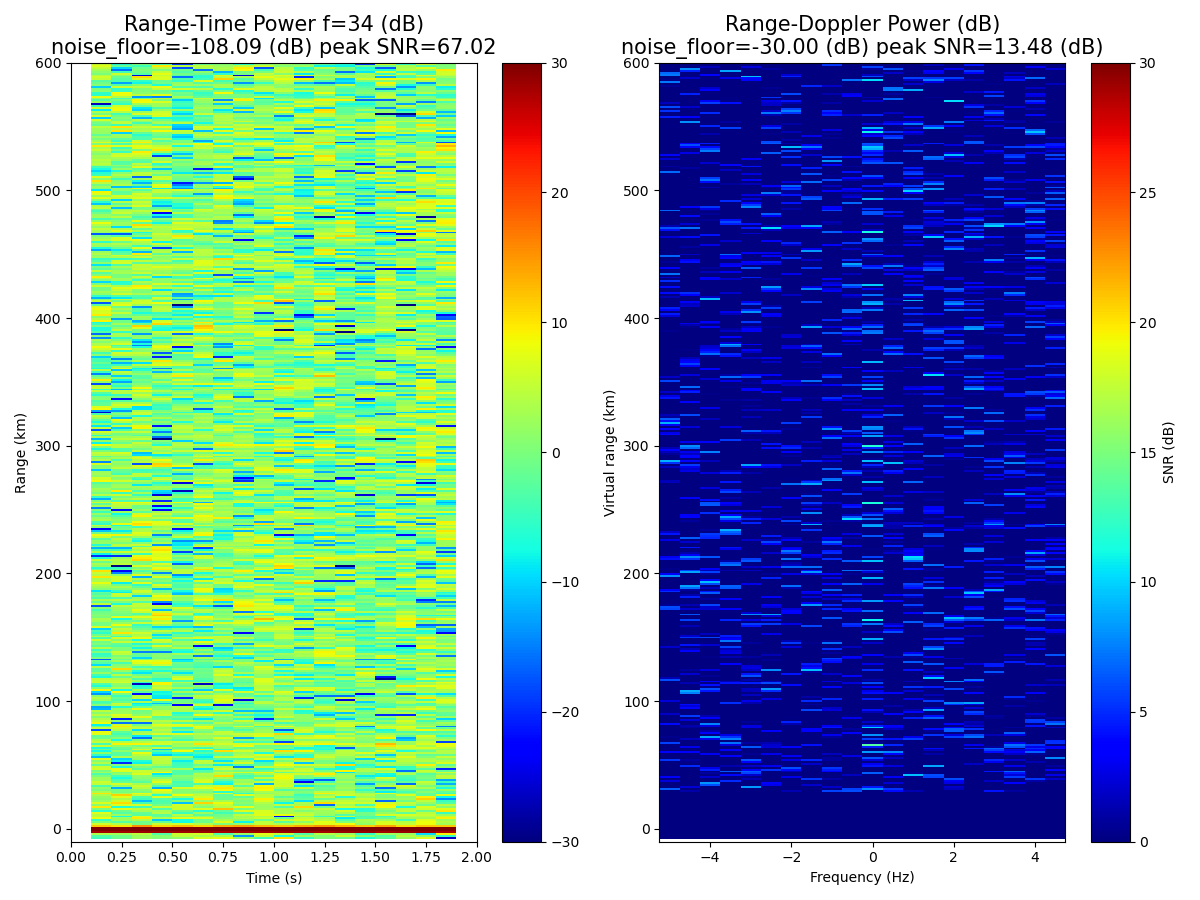 Range-Time Power f=34 (dB)
noise_floor=-108.09 (dB) peak SNR=67.02
600
500
400
300
200
100
0
Range (km)
0.00 0.25 0.50 0.75 1.00 1.25 1.50 1.75 2.00
Time (s)
30
20
10
0
−10
−20
−30
Range-Doppler Power (dB)
noise_floor=-30.00 (dB) peak SNR=13.48 (dB)
600
500
400
300
200
100
0
Virtual range (km)
−4 −2 0 2 4
Frequency (Hz)
30
25
20
15
10
5
0
SNR (dB)